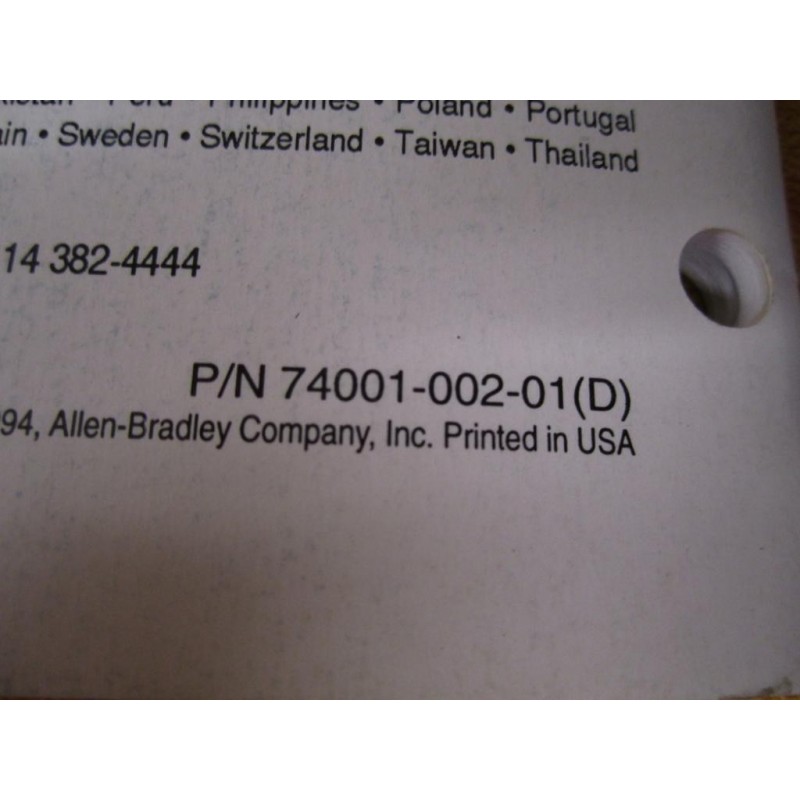 Peru • Philippines • Poland • Portugal
• Sweden • Switzerland • Taiwan • Thailand
14 382-4444
P/N 74001-002-01(D)
94, Allen-Bradley Company, Inc. Printed in USA